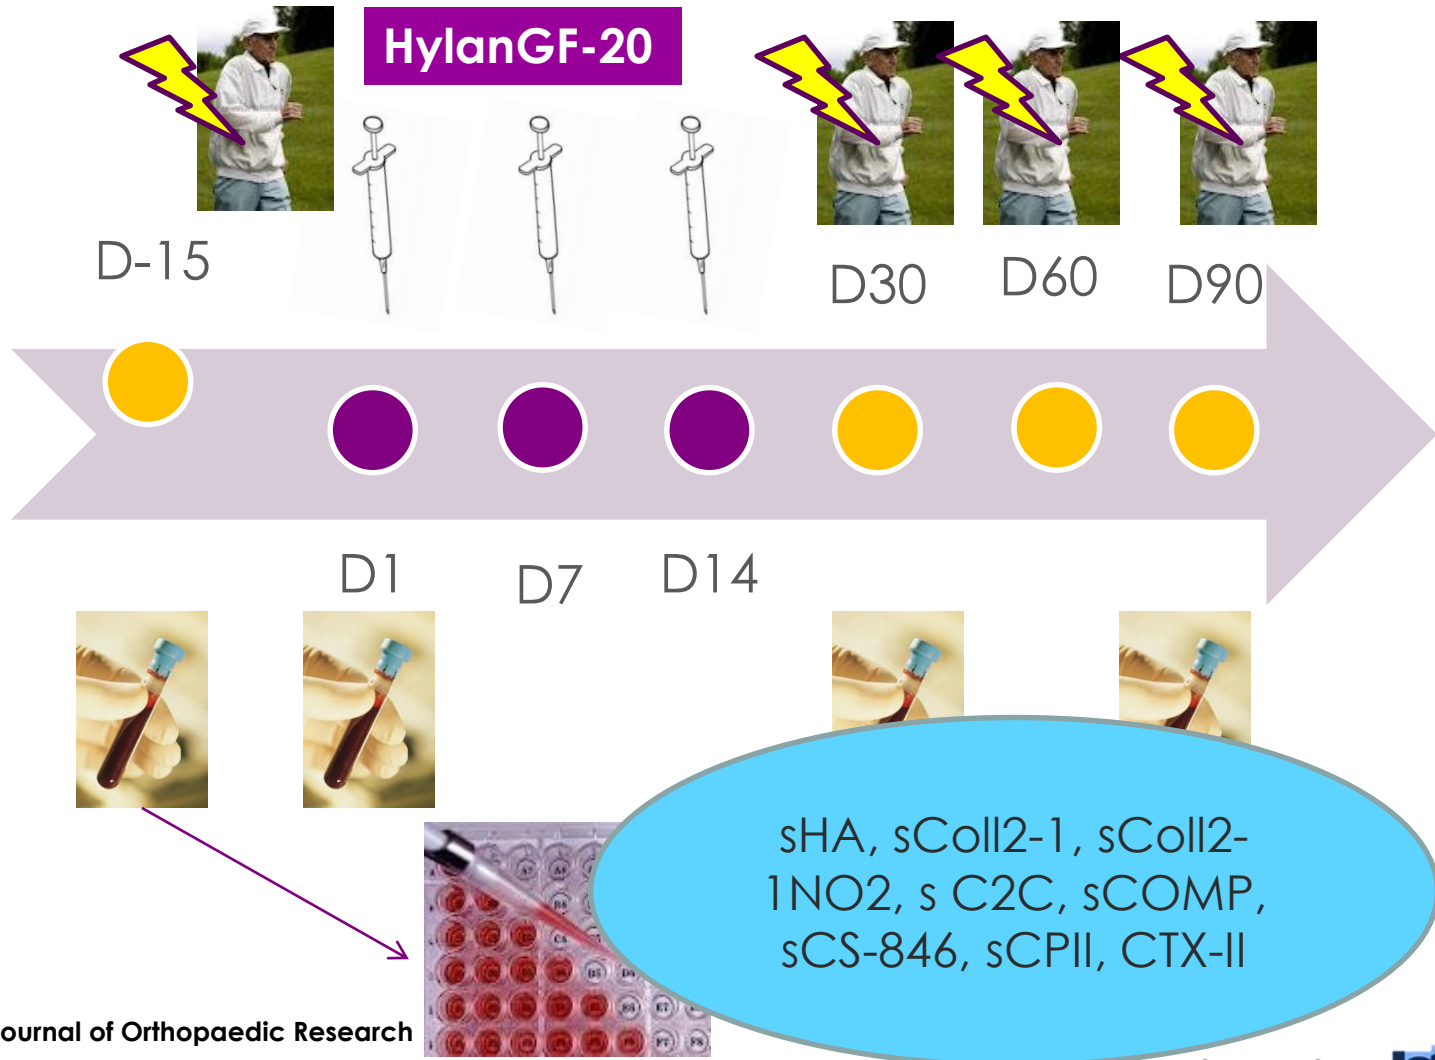 HylanGF-20
D-15
D30
D60
D90
D1
D7
D14
sHA, sColl2-1, sColl2-
1NO2, s C2C, sCOMP,
sCS-846, sCPII, CTX-II
ournal of Orthopaedic Research